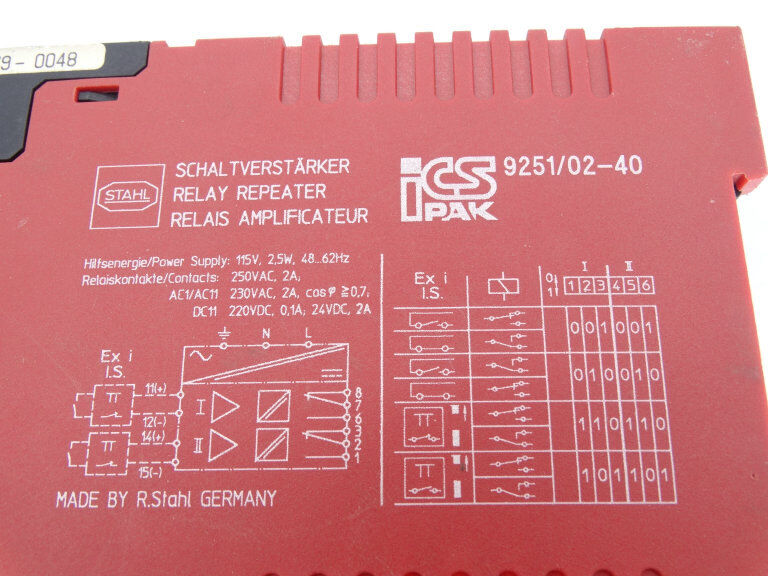 9-0048
STAHL
SCHALTVERSTÄRKER
RELAY REPEATER
RELAIS AMPLIFICATEUR
iCS
PAK
9251/02-40
Hilfsenergie/Power Supply: 115V, 2,5W, 48...62Hz
Relaiskontakte/Contacts: 250VAC, 2A,
AC1/AC11 230VAC, 2A, cos φ ≧ 0,7;
DC11 220VDC, 0,1A; 24VDC, 2A
Ex i
I.S.
N L
11(+)
12(-)
14(+)
15(-)
I
II
8
7
6
3
2
1
MADE BY R.Stahl GERMANY
Ex i
I.S.
0
1
I II
1 2 3 4 5 6
0 0 1 0 0 1
0 1 0 0 1 0
1 1 0 1 1 0
1 0 1 1 0 1